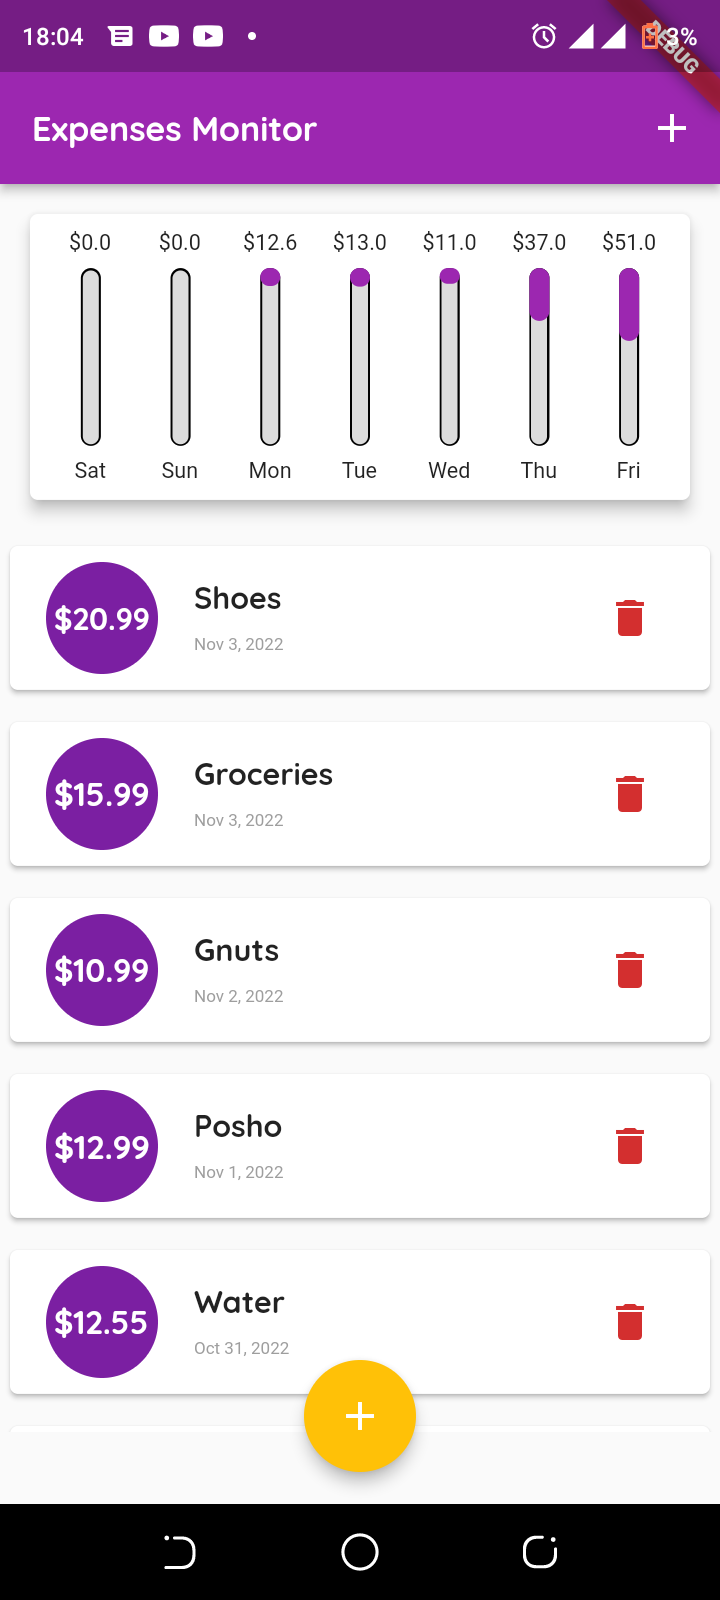 18:04 3%
DEBUG
Expenses Monitor
$0.0 $0.0 $12.6 $13.0 $11.0 $37.0 $51.0
Sat Sun Mon Tue Wed Thu Fri
$20.99 Shoes
Nov 3, 2022
$15.99 Groceries
Nov 3, 2022
$10.99 Gnuts
Nov 2, 2022
$12.99 Posho
Nov 1, 2022
$12.55 Water
Oct 31, 2022